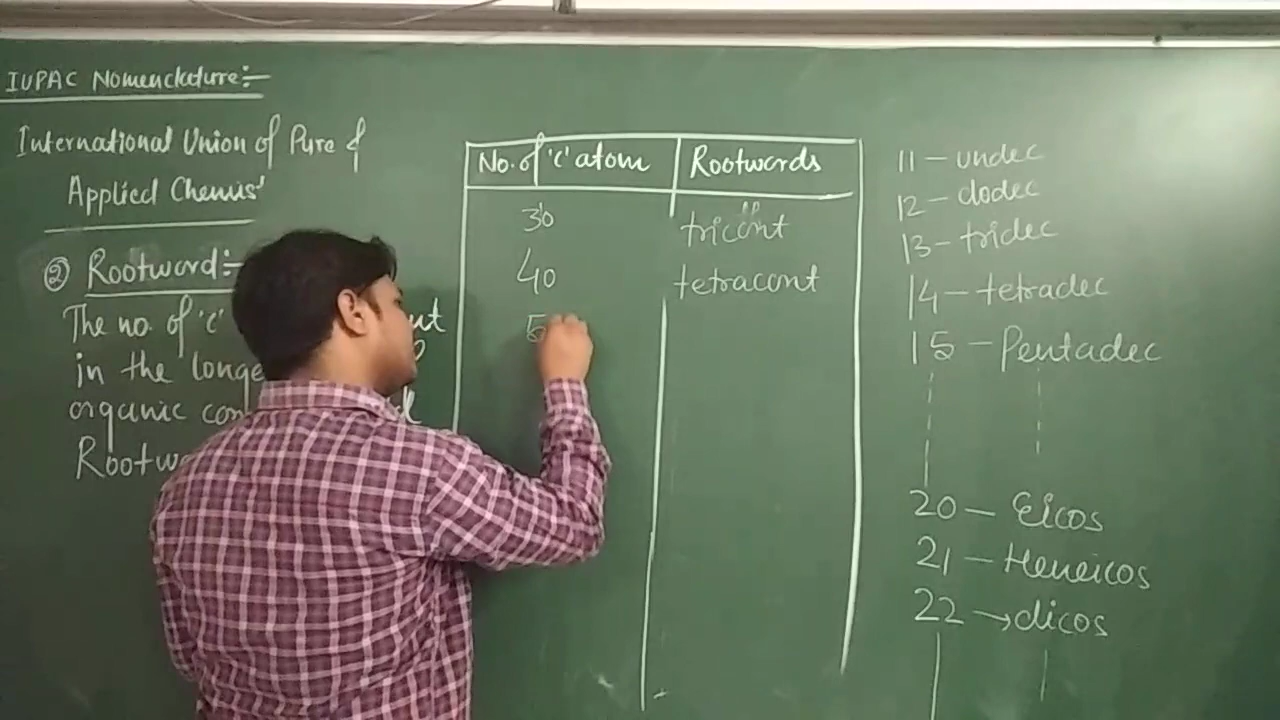 IUPAC Nomenclature:-
International Union of Pure &
Applied Chemis
② Rootword:-
The no. of 'c'
in the longe
organic com
Rootw
No. of 'c' atom Rootwords
30 tricont
40 tetracont
5
11 - undec
12 - dodec
13 - tridec
14 - tetradec
15 - Pentadec
20 - Eicos
21 - Heneicos
22 → dicos